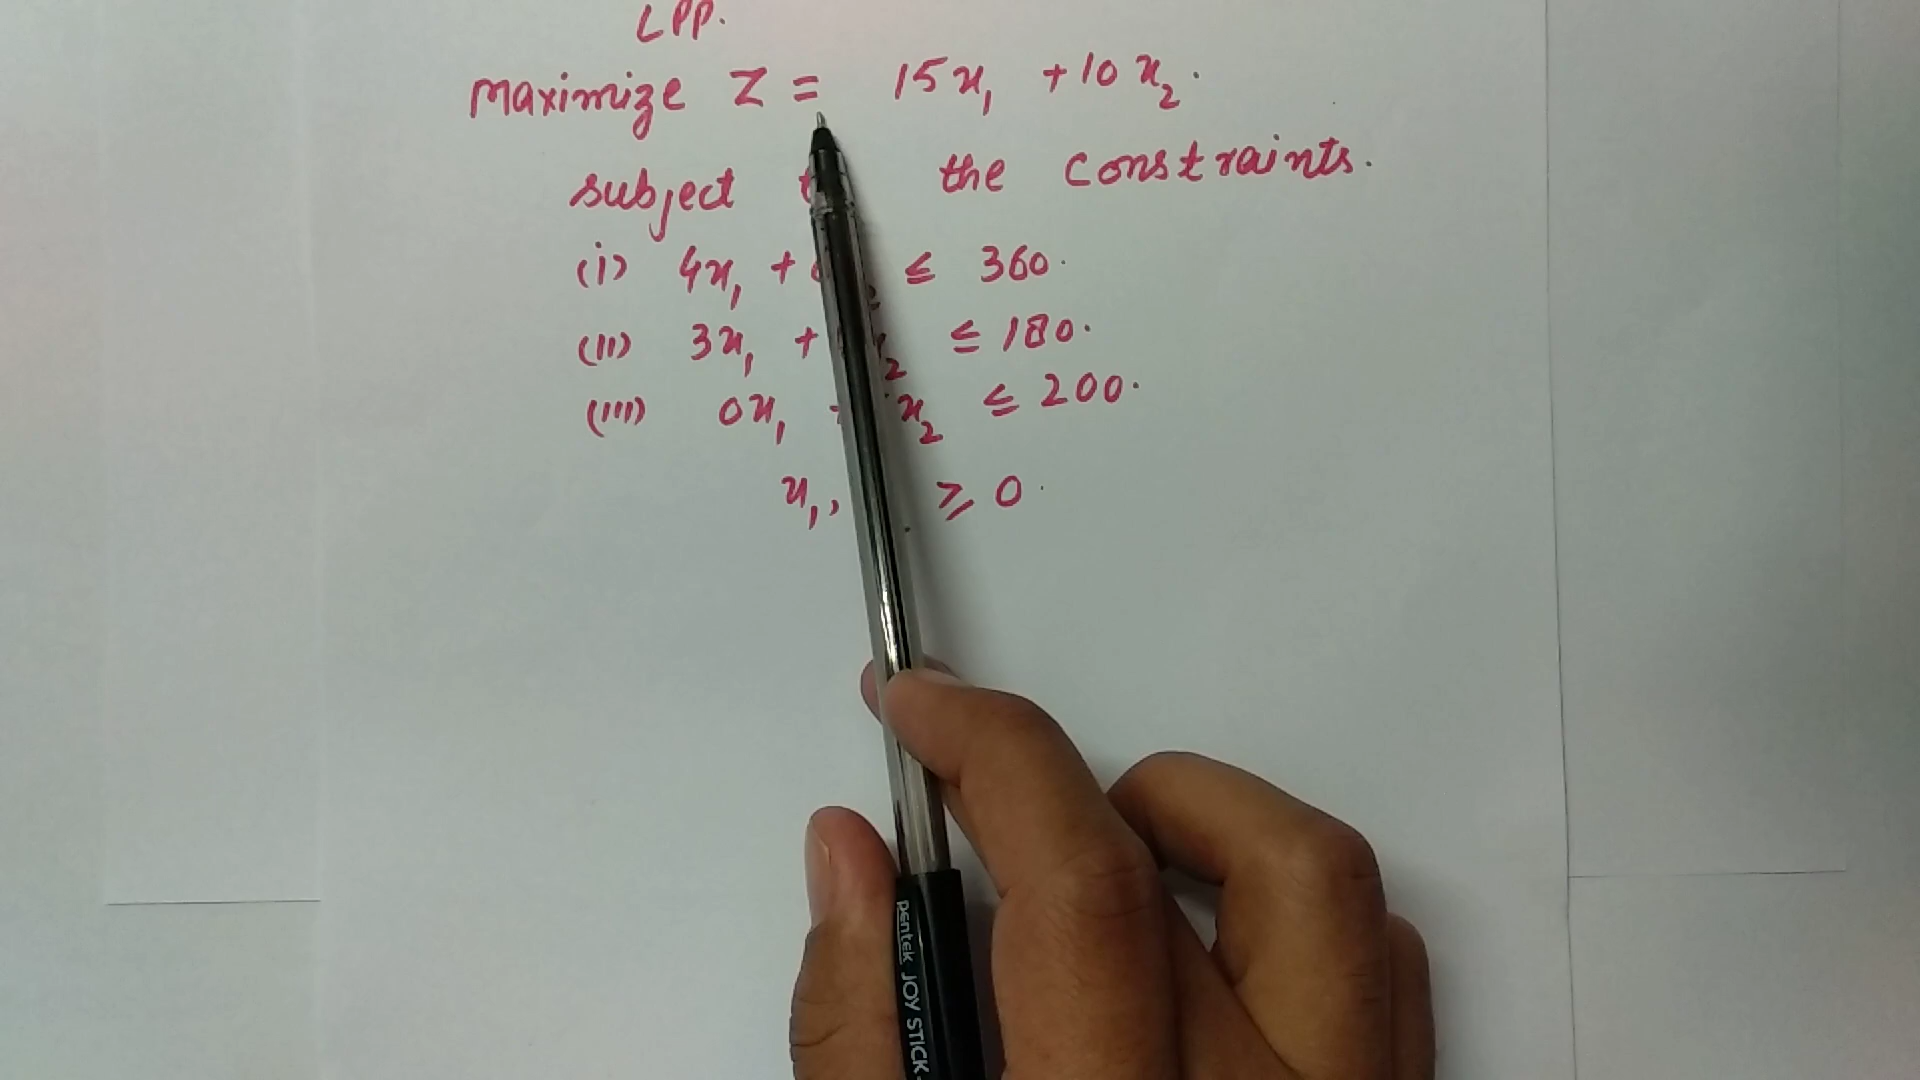 LPP.
Maximize Z = 15x₁ + 10x₂.
subject the constraints.
(i) 4x₁ + ≤ 360.
(ii) 3x₁ + x₂ ≤ 180.
(iii) 0x₁ x₂ ≤ 200.
x₁, ≥ 0.
pentek JOY STICK